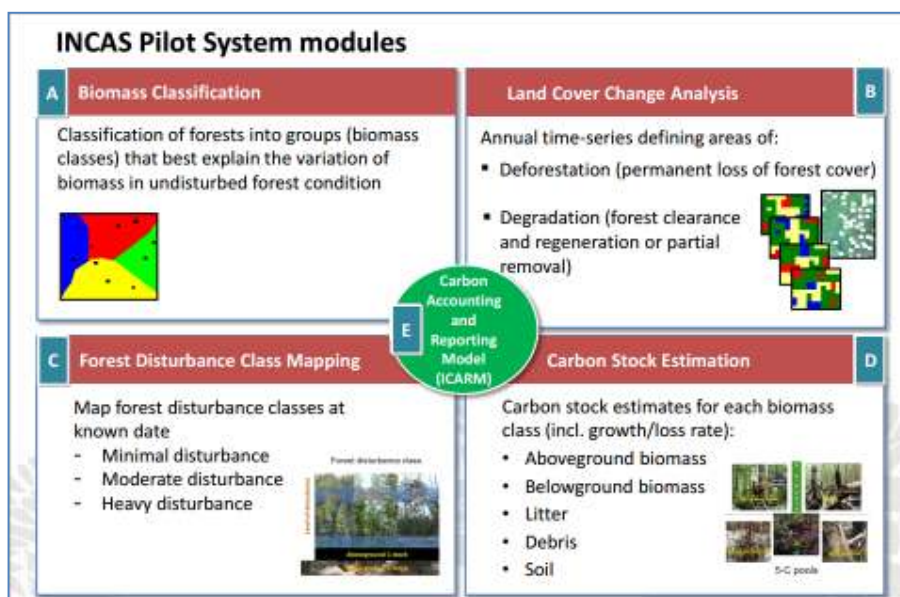 INCAS Pilot System modules
A
Biomass Classification
Classification of forests into groups (biomass
classes) that best explain the variation of
biomass in undisturbed forest condition
Land Cover Change Analysis
B
Annual time-series defining areas of:
▪ Deforestation (permanent loss of forest cover)
▪ Degradation (forest clearance
and regeneration or partial
removal)
E
Carbon
Accounting
and
Reporting
Model
(ICARM)
C
Forest Disturbance Class Mapping
Map forest disturbance classes at
known date
- Minimal disturbance
- Moderate disturbance
- Heavy disturbance
Forest disturbance class
Carbon Stock Estimation
D
Carbon stock estimates for each biomass
class (incl. growth/loss rate):
• Aboveground biomass
• Belowground biomass
• Litter
• Debris
• Soil
5-C pools